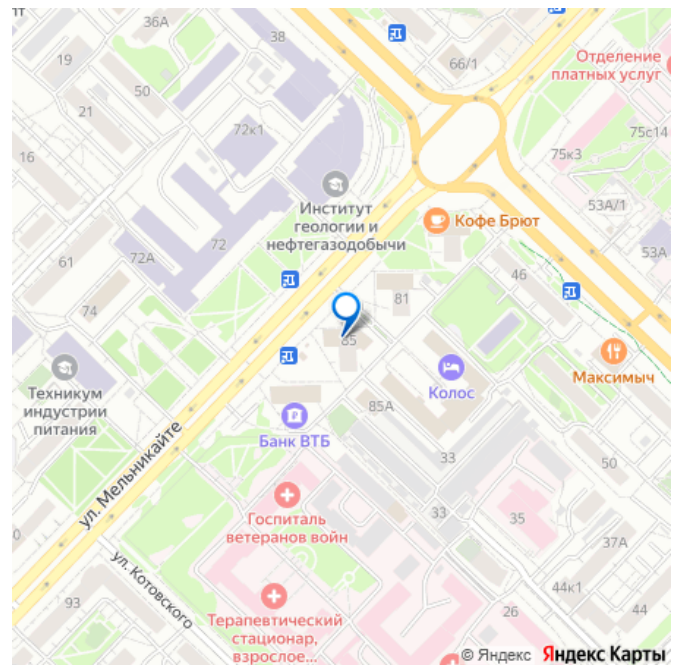 пт
36А
38
66/1
Отделение
платных услуг
19
50
21
72к1
75с14
75к3
16
Институт
геологии и
нефтегазодобычи
53А/1
Кофе Брют
72
72А
53А
61
46
81
74
85
Максимыч
Колос
Техникум
индустрии
питания
85А
Банк ВТБ
33
50
ул. Мельникайте
Госпиталь
ветеранов войн
33
35
37А
0
ул. Котовского
44к1
93
Терапевтический
стационар,
взрослое...
26
44
© Яндекс Яндекс Карты